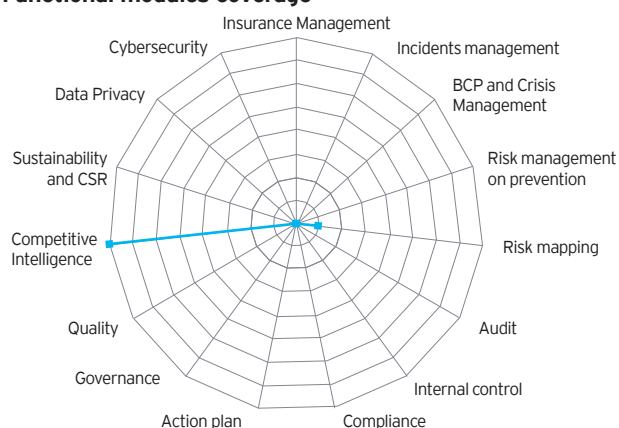 Functional modules coverage
Insurance Management
Cybersecurity
Incidents management
Data Privacy
BCP and Crisis
Management
Sustainability
and CSR
Risk management
on prevention
Competitive
Intelligence
Risk mapping
Quality
Audit
Governance
Internal control
Action plan
Compliance